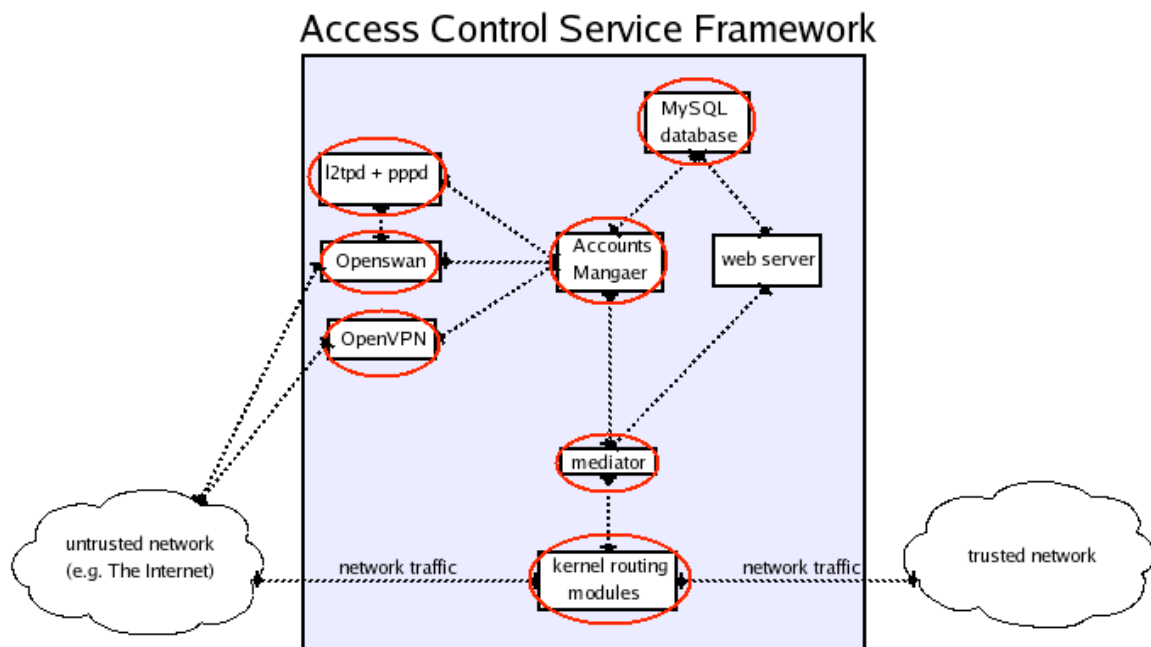 Access Control Service Framework
MySQL
database
l2tpd + pppd
Openswan
Accounts
Mangaer
web server
OpenVPN
mediator
untrusted network
(e.g. The Internet)
network traffic
kernel routing
modules
network traffic
trusted network